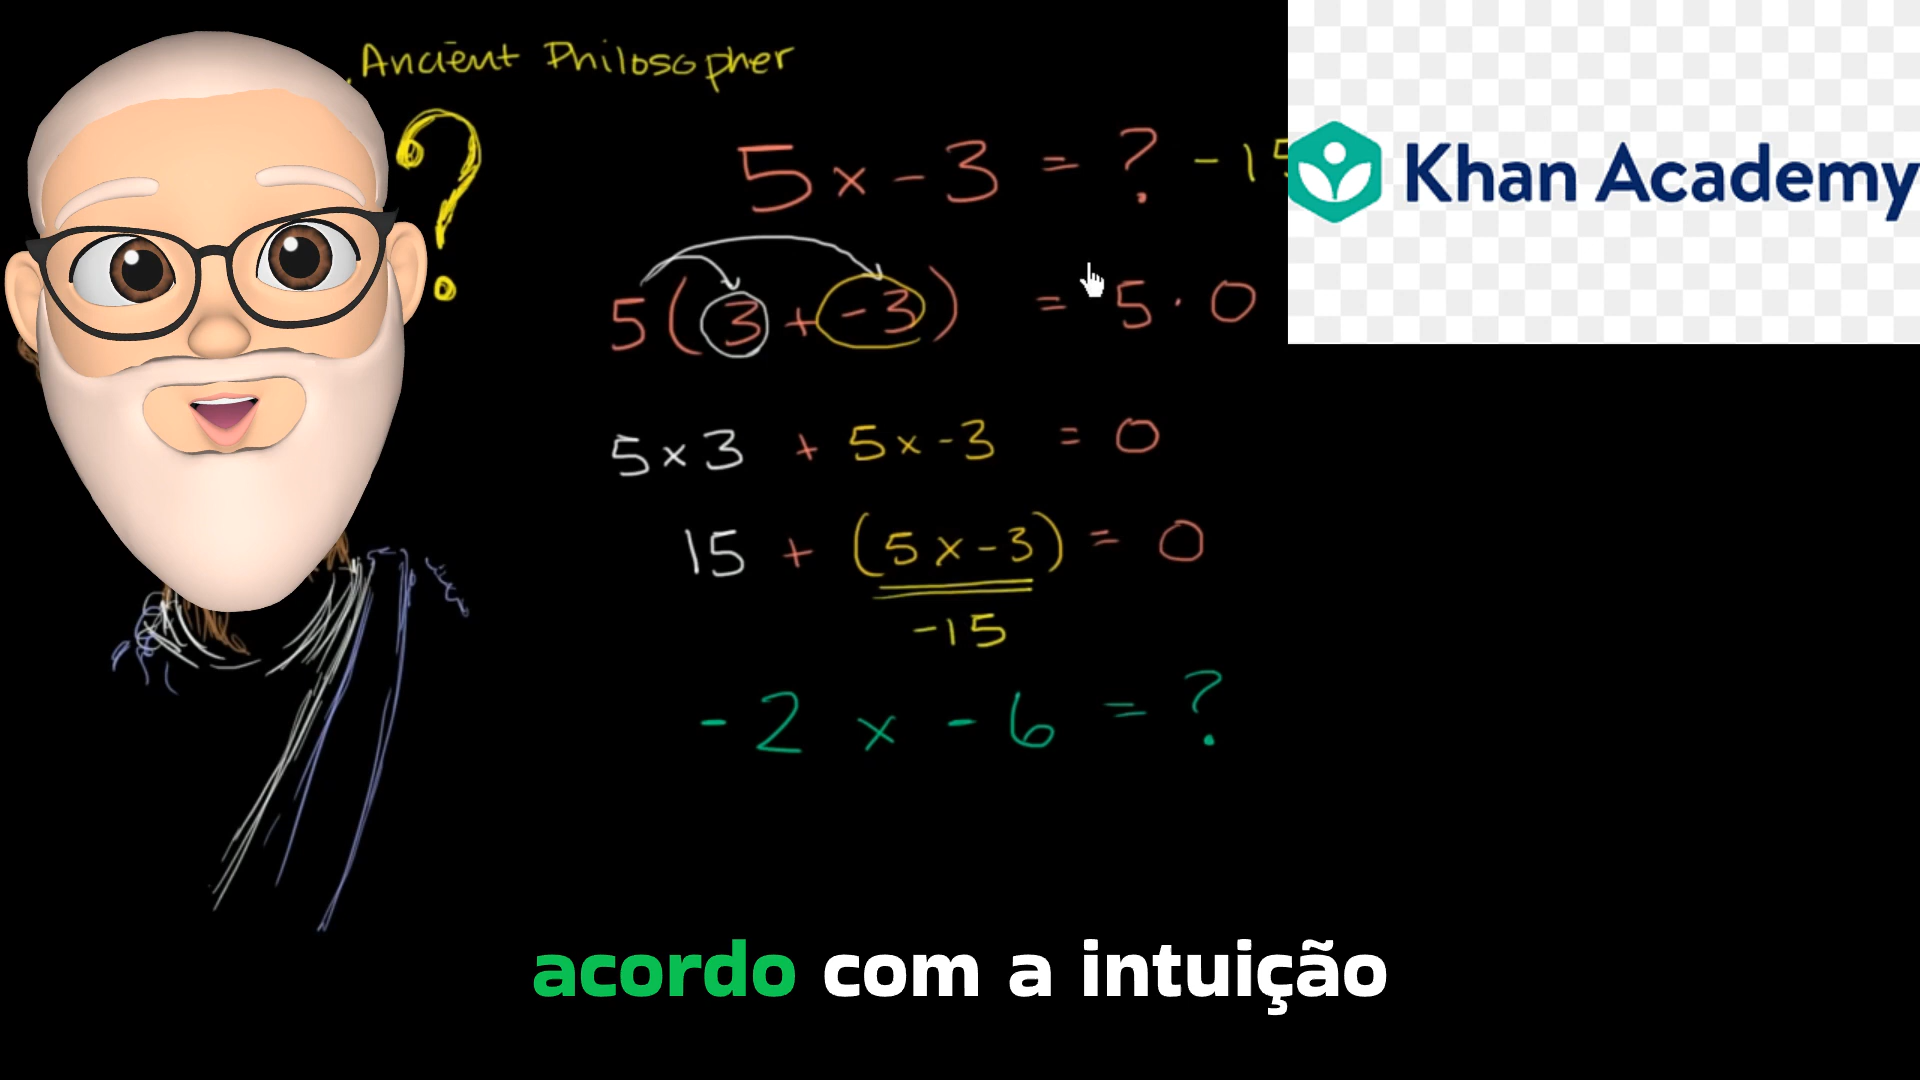 Ancient Philosopher
?
5 x -3 = ? -15
Khan Academy
5(3 + -3) = 5 · 0
5 x 3 + 5 x -3 = 0
15 + (5 x -3) = 0
-15
-2 x -6 = ?
acordo com a intuição